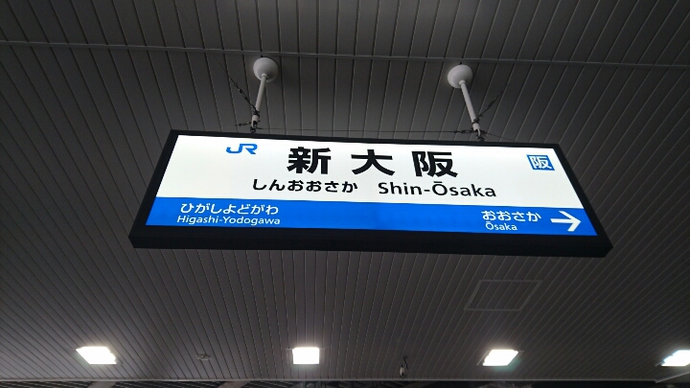 JR 新大阪 阪
しんおおさか Shin-Ōsaka
ひがしよどがわ
Higashi-Yodogawa
おおさか
Ōsaka